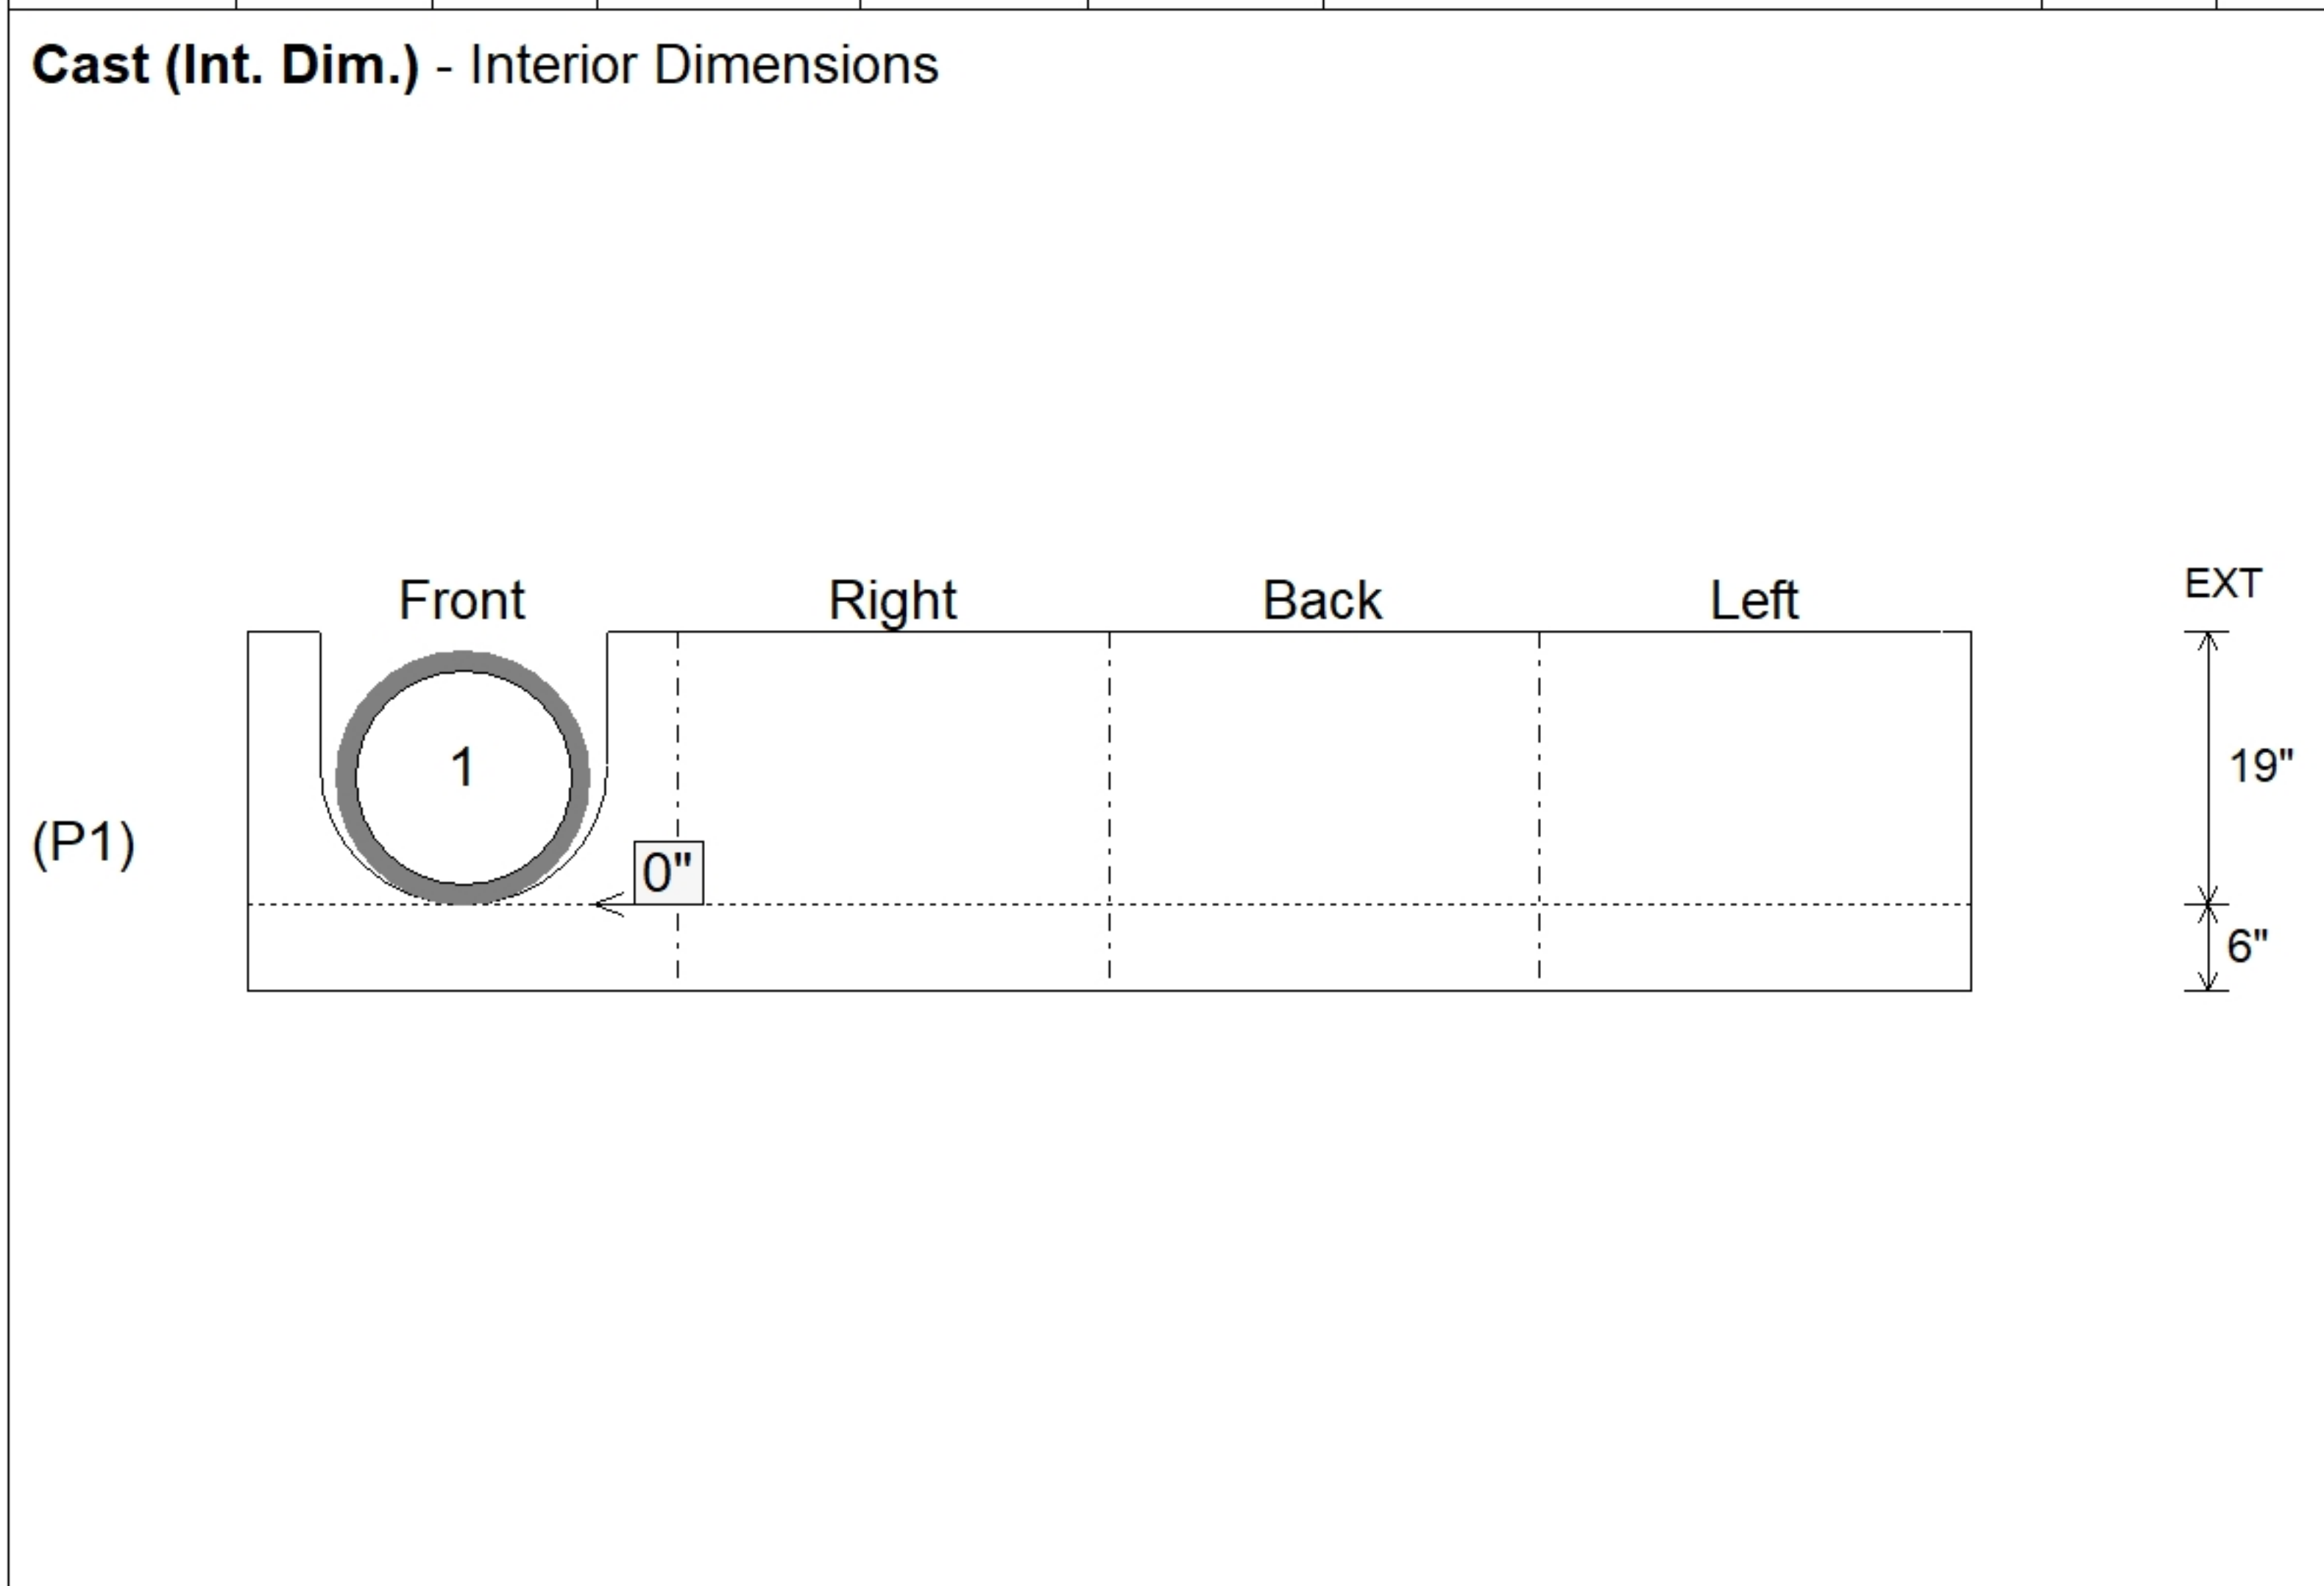 Cast (Int. Dim.) - Interior Dimensions
Front Right Back Left EXT
1
19"
(P1)
0"
6"